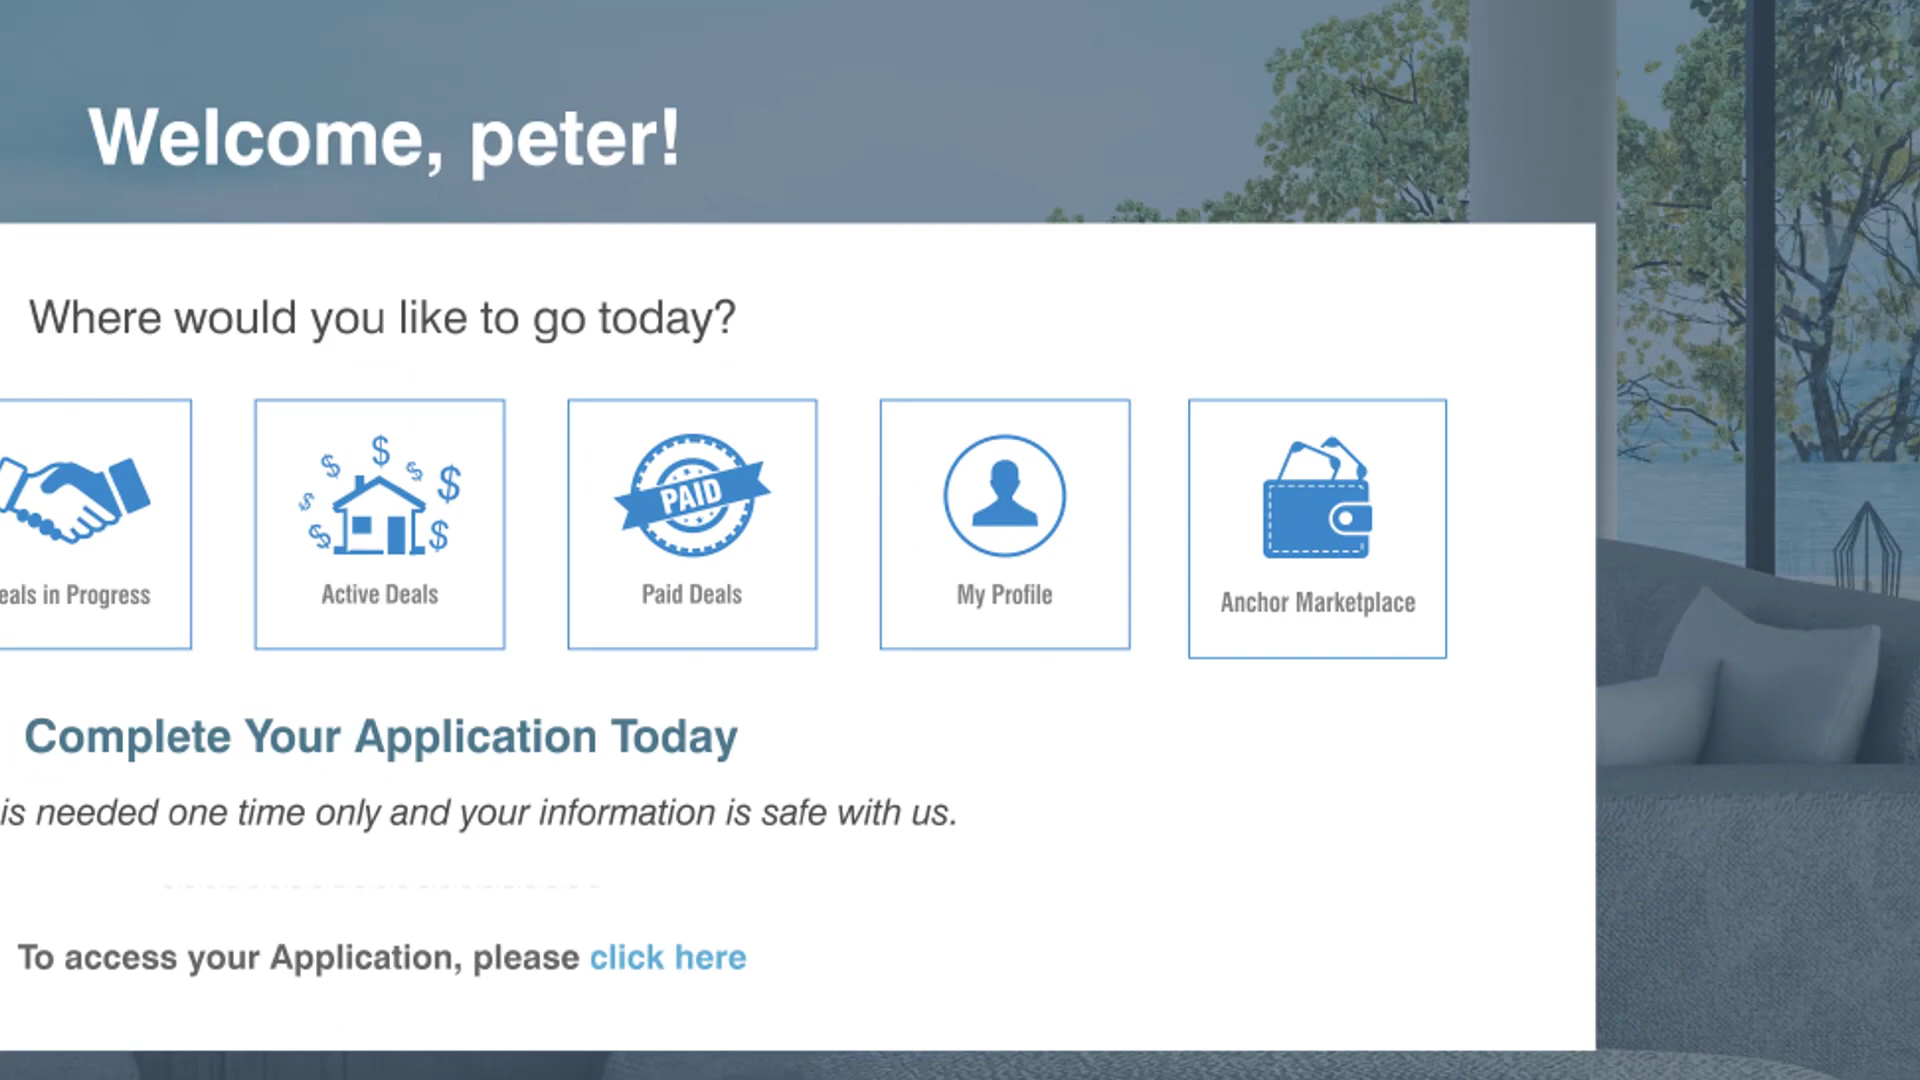 Welcome, peter!
Where would you like to go today?
eals in Progress
Active Deals
PAID
Paid Deals
My Profile
Anchor Marketplace
Complete Your Application Today
is needed one time only and your information is safe with us.
To access your Application, please click here